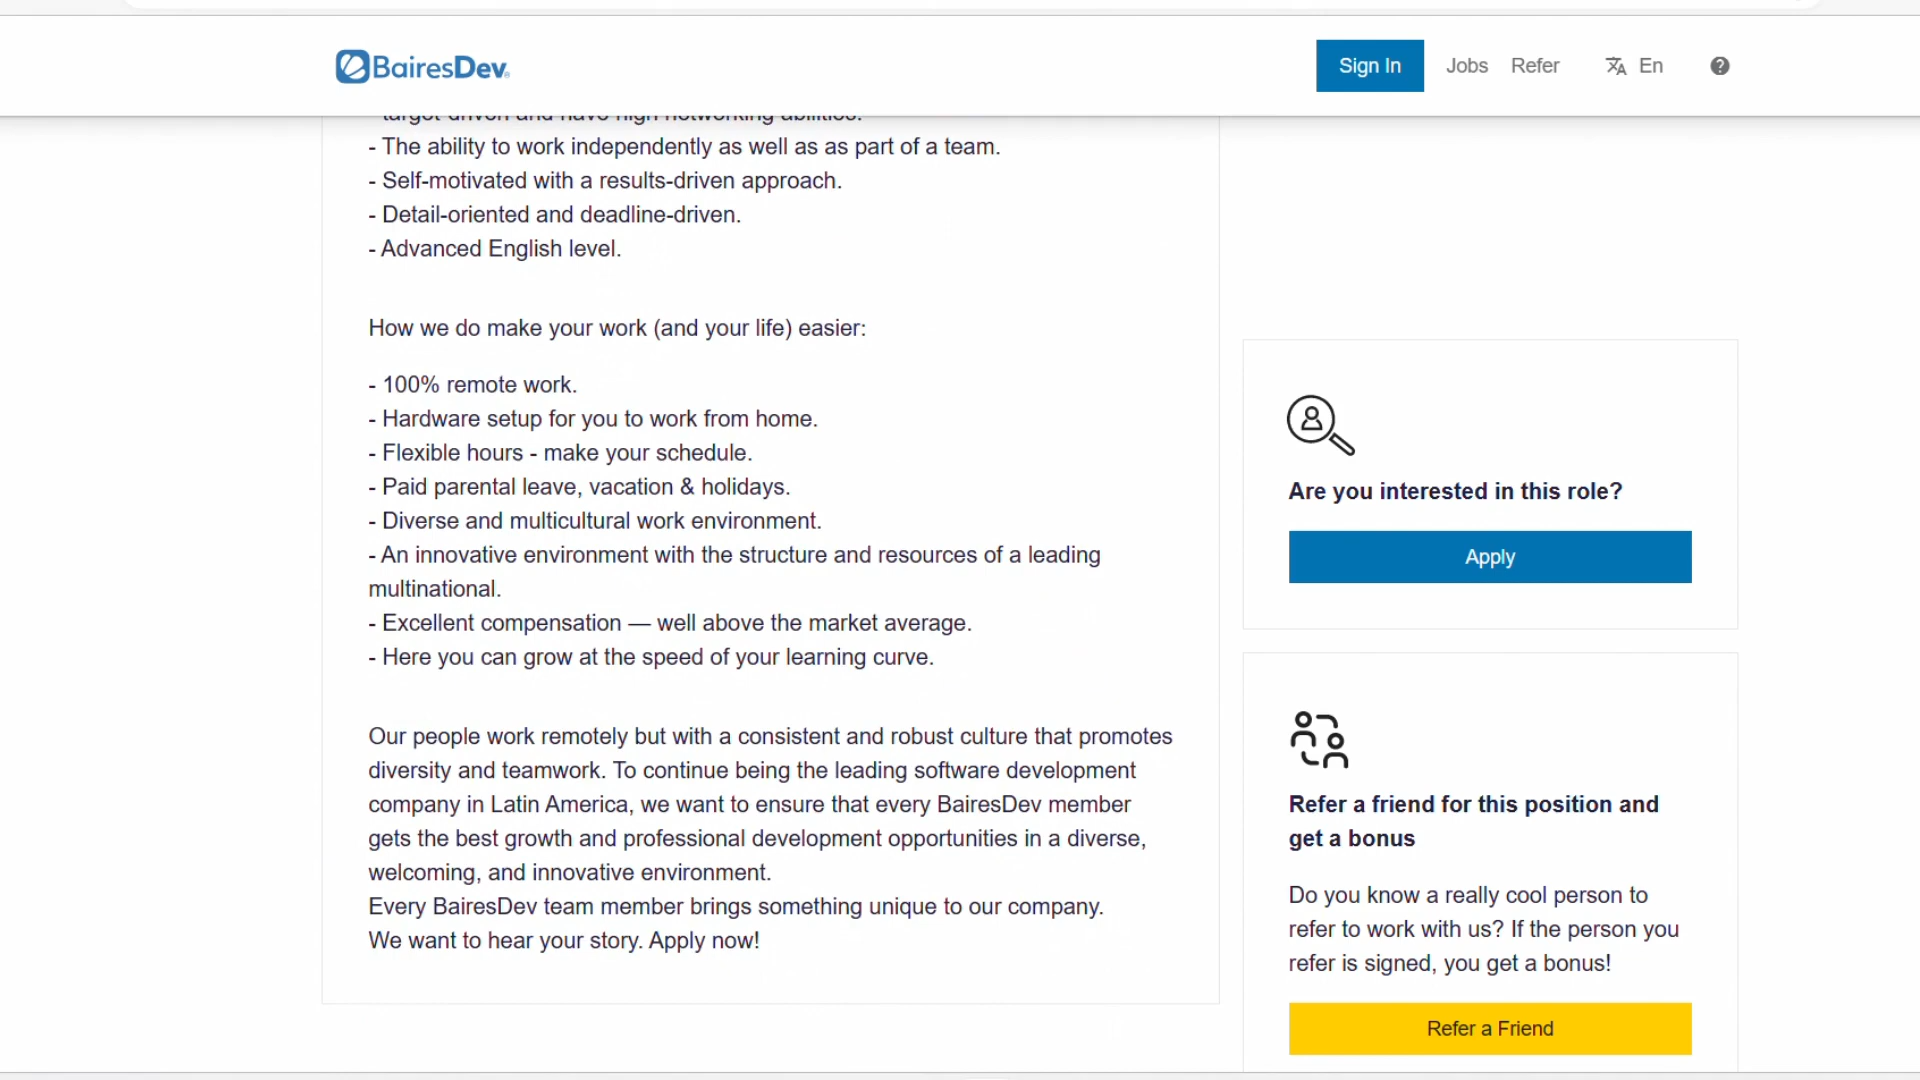 BairesDev
Sign In
Jobs
Refer
En
target-driven and have high networking abilities.
- The ability to work independently as well as as part of a team.
- Self-motivated with a results-driven approach.
- Detail-oriented and deadline-driven.
- Advanced English level.
How we do make your work (and your life) easier:
- 100% remote work.
- Hardware setup for you to work from home.
- Flexible hours - make your schedule.
- Paid parental leave, vacation & holidays.
- Diverse and multicultural work environment.
- An innovative environment with the structure and resources of a leading
multinational.
- Excellent compensation — well above the market average.
- Here you can grow at the speed of your learning curve.
Our people work remotely but with a consistent and robust culture that promotes
diversity and teamwork. To continue being the leading software development
company in Latin America, we want to ensure that every BairesDev member
gets the best growth and professional development opportunities in a diverse,
welcoming, and innovative environment.
Every BairesDev team member brings something unique to our company.
We want to hear your story. Apply now!
Are you interested in this role?
Apply
Refer a friend for this position and
get a bonus
Do you know a really cool person to
refer to work with us? If the person you
refer is signed, you get a bonus!
Refer a Friend